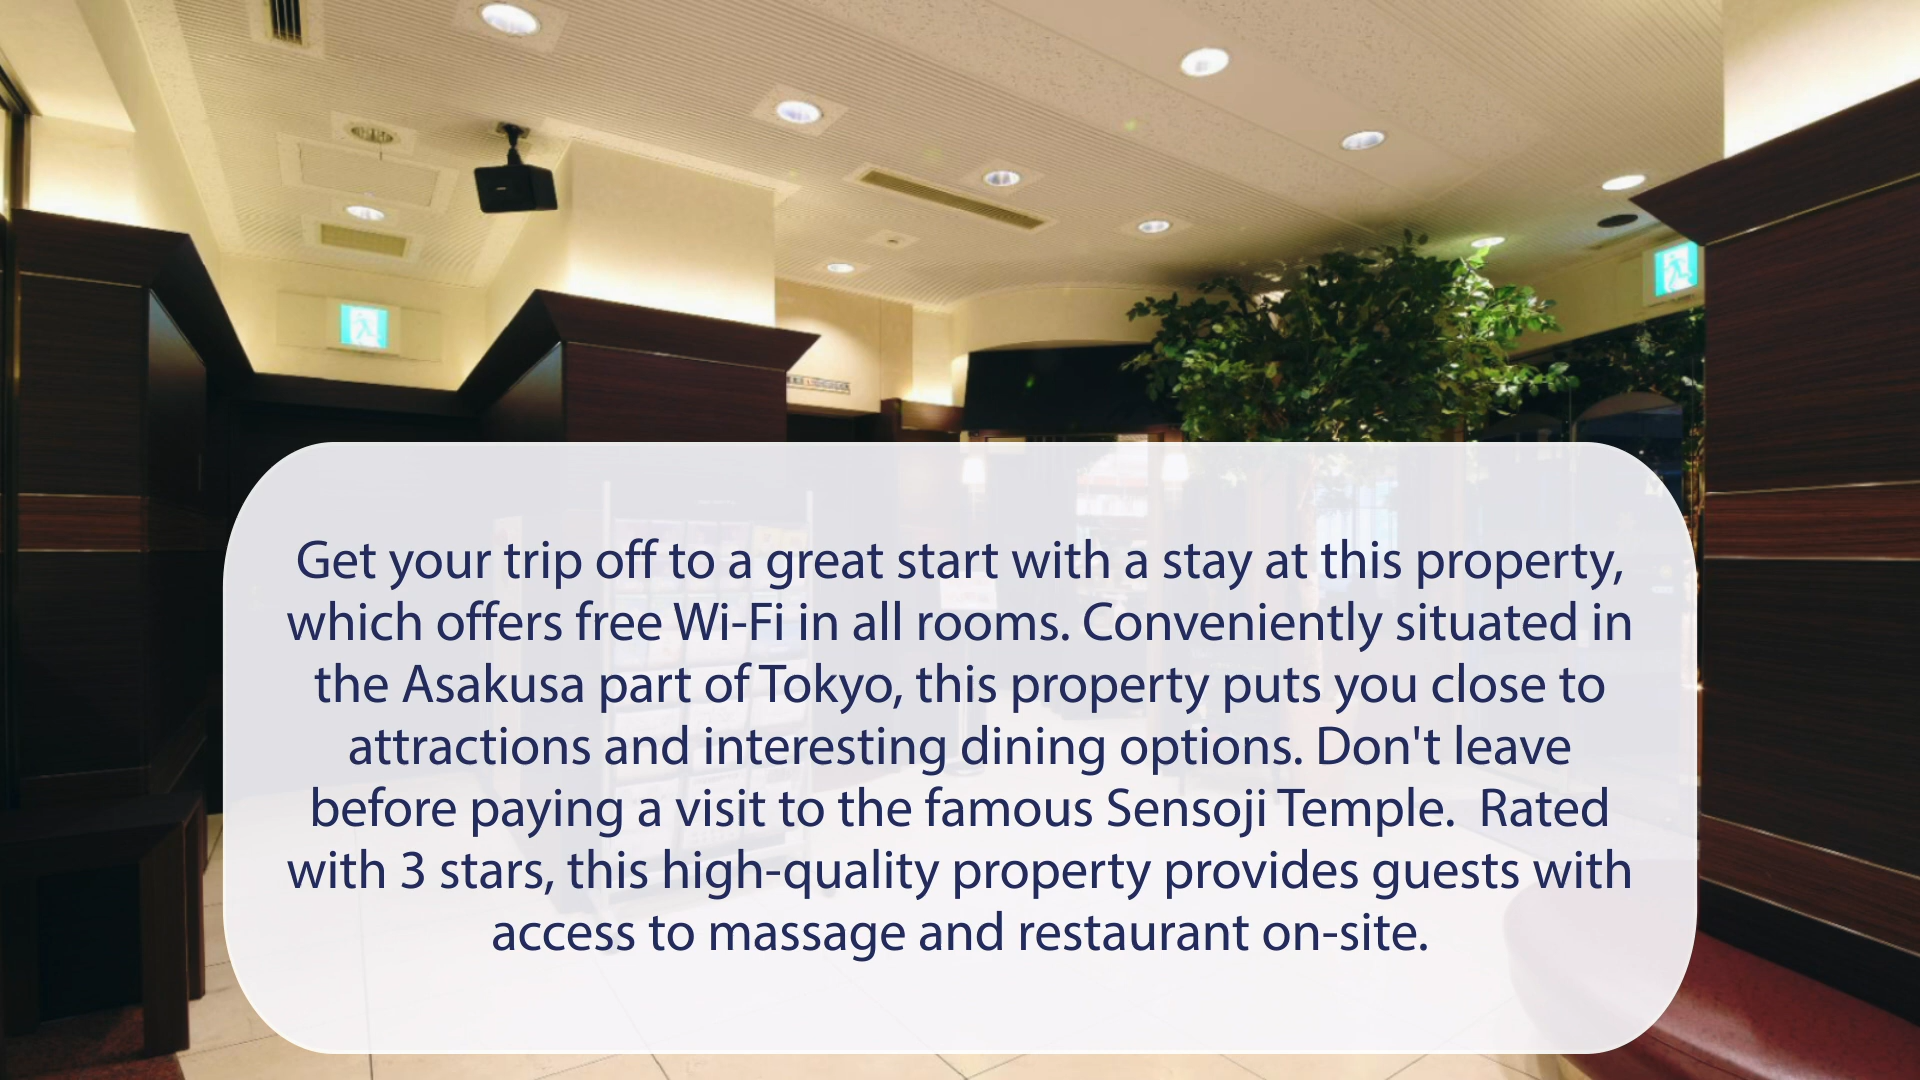 Get your trip off to a great start with a stay at this property,
which offers free Wi-Fi in all rooms. Conveniently situated in
the Asakusa part of Tokyo, this property puts you close to
attractions and interesting dining options. Don't leave
before paying a visit to the famous Sensoji Temple.  Rated
with 3 stars, this high-quality property provides guests with
access to massage and restaurant on-site.